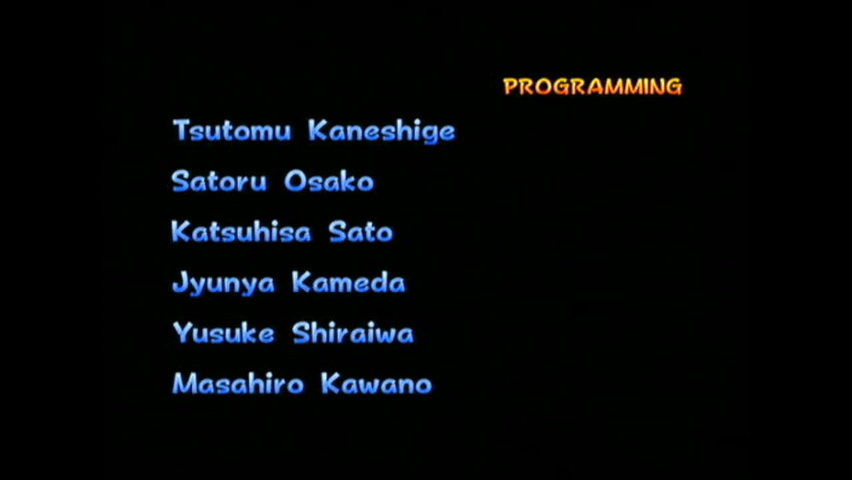 PROGRAMMING
Tsutomu Kaneshige
Satoru Osako
Katsuhisa Sato
Jyunya Kameda
Yusuke Shiraiwa
Masahiro Kawano